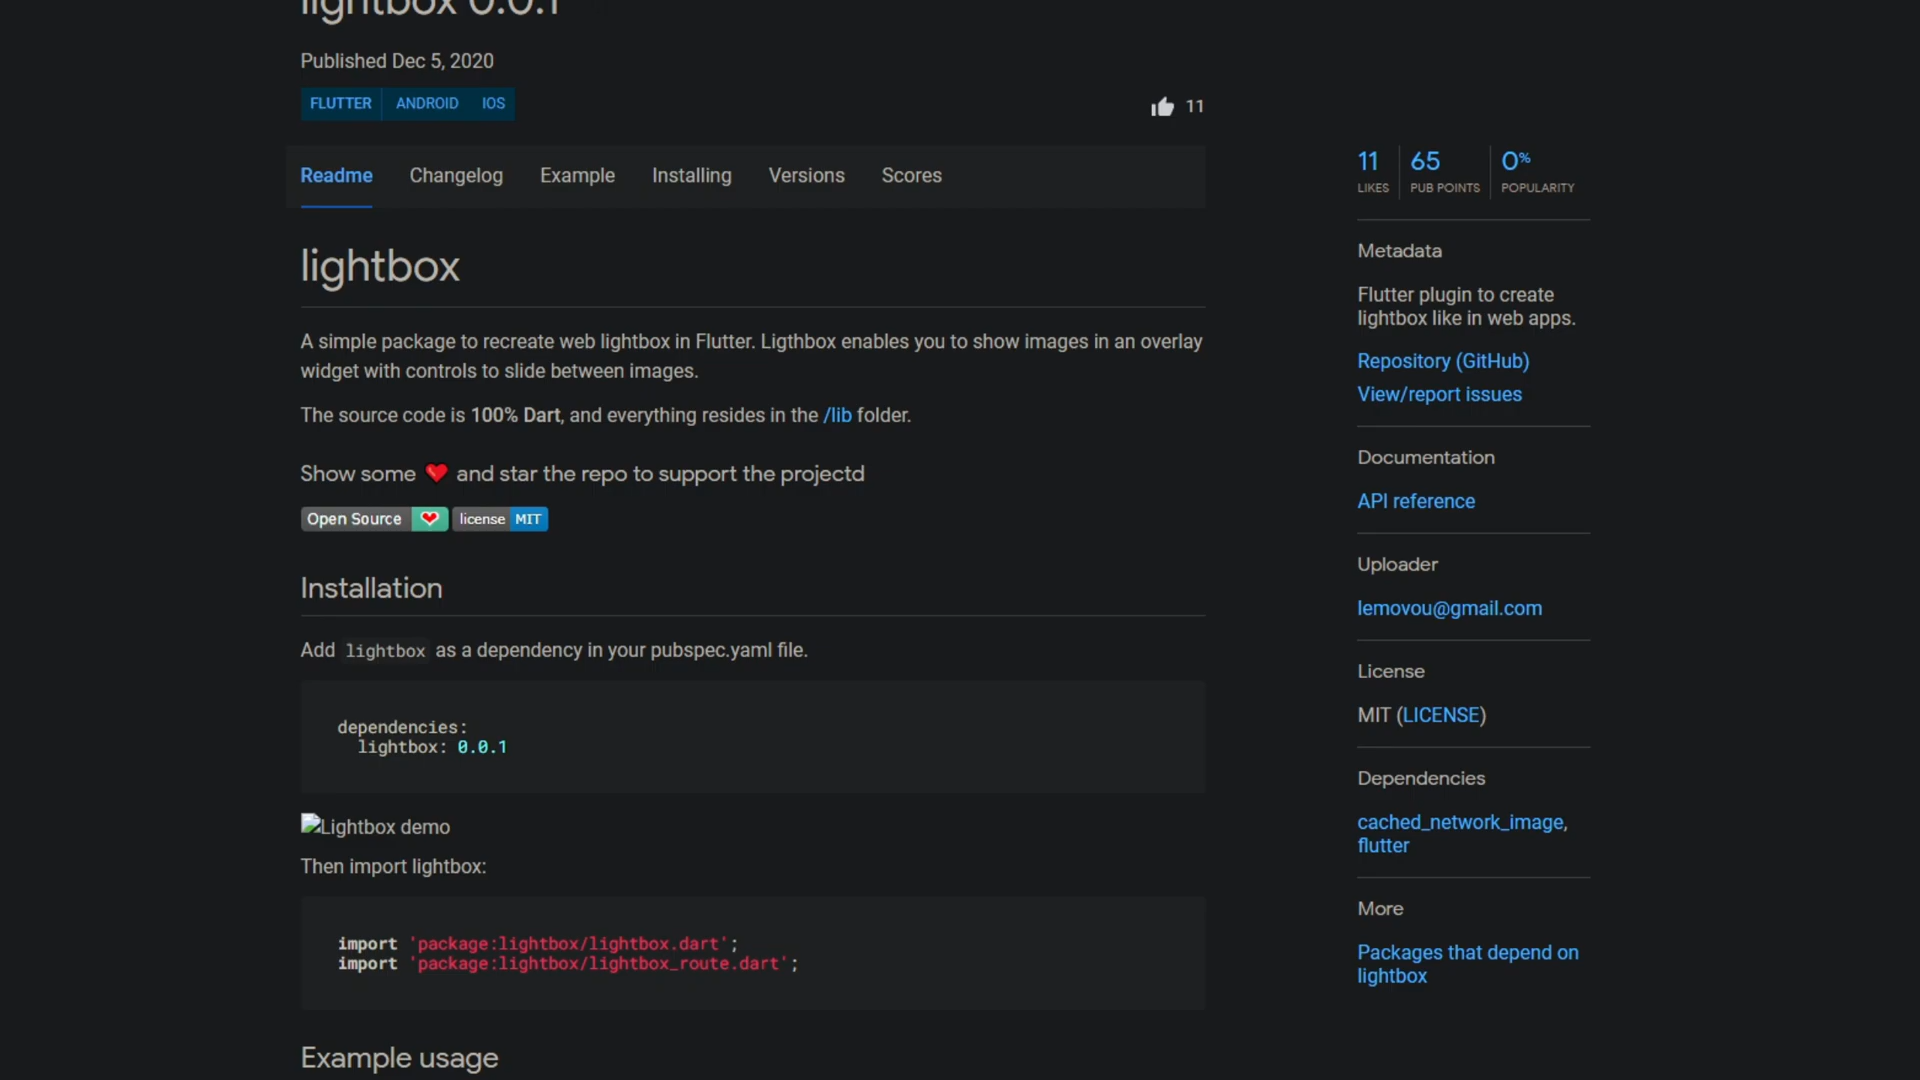 lightbox 0.0.1
Published Dec 5, 2020
FLUTTER ANDROID IOS
11
Readme Changelog Example Installing Versions Scores
lightbox
A simple package to recreate web lightbox in Flutter. Ligthbox enables you to show images in an overlay
widget with controls to slide between images.
The source code is 100% Dart, and everything resides in the /lib folder.
Show some ❤ and star the repo to support the projectd
Open Source ❤ license MIT
Installation
Add lightbox as a dependency in your pubspec.yaml file.
dependencies:
  lightbox: 0.0.1
Lightbox demo
Then import lightbox:
import 'package:lightbox/lightbox.dart';
import 'package:lightbox/lightbox_route.dart';
Example usage
11 65 0%
LIKES PUB POINTS POPULARITY
Metadata
Flutter plugin to create
lightbox like in web apps.
Repository (GitHub)
View/report issues
Documentation
API reference
Uploader
lemovou@gmail.com
License
MIT (LICENSE)
Dependencies
cached_network_image,
flutter
More
Packages that depend on
lightbox